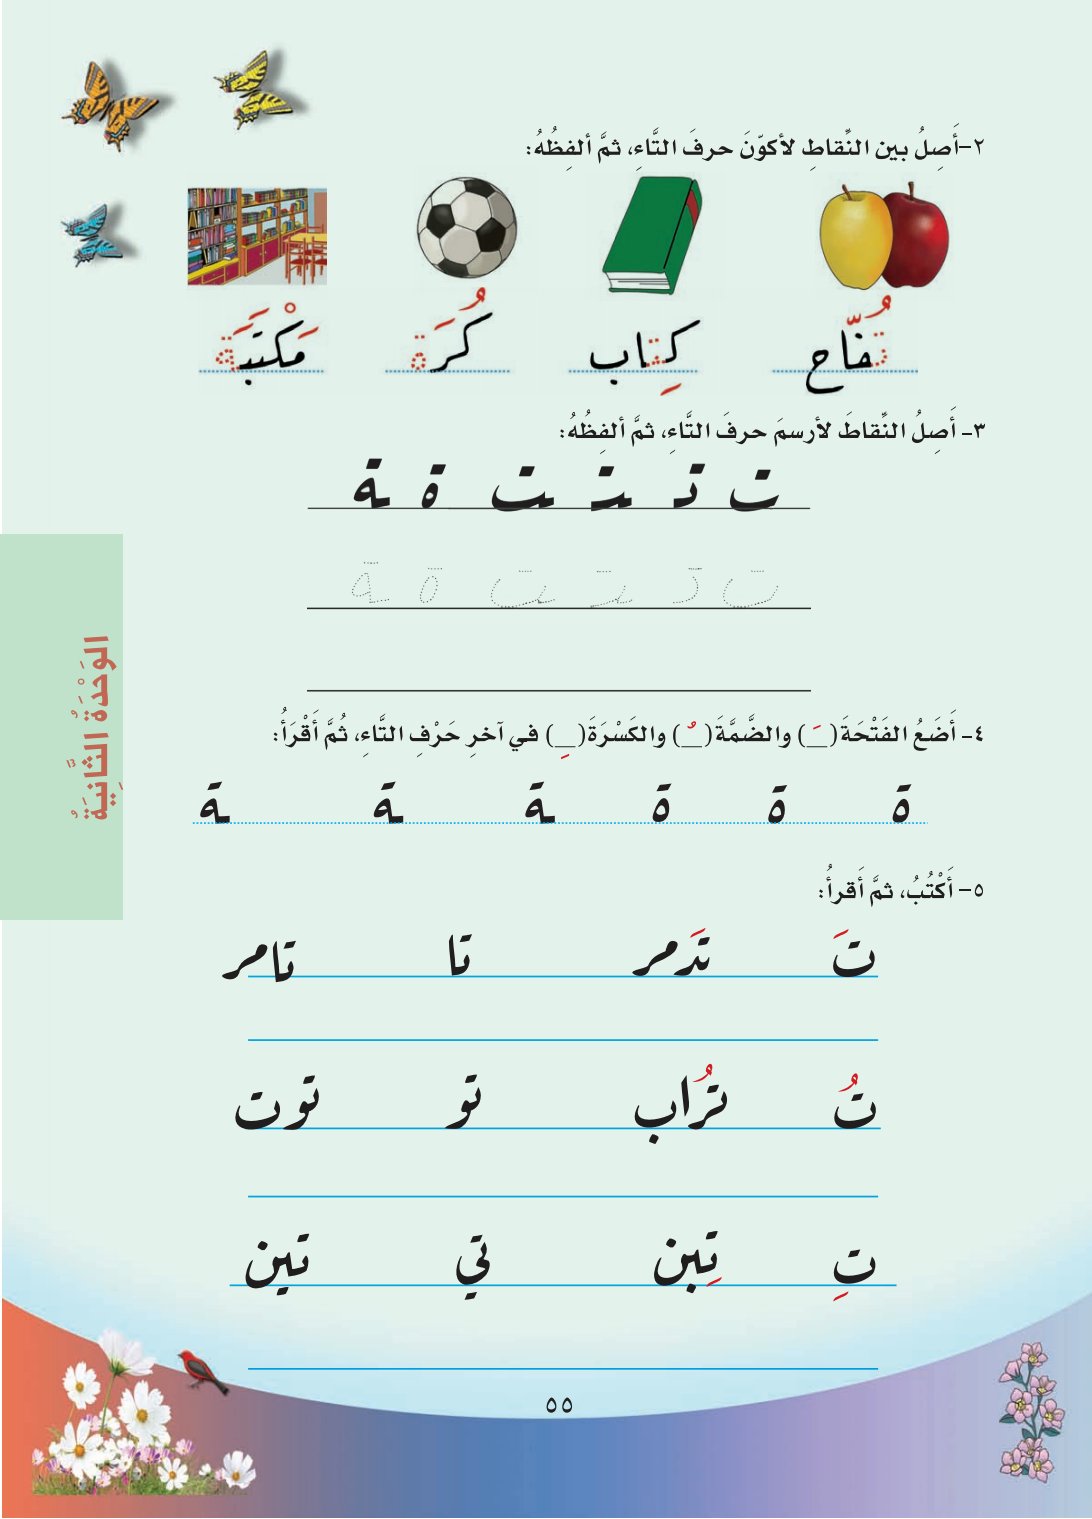 ٢-أَصِلُ بين النِّقاطِ لأكوّنَ حرفَ التَّاءِ، ثمَّ ألفِظُهُ:
تُفّاح كِتاب كُرَة مَكْتَبَة
٣- أَصِلُ النِّقاطَ لأرسمَ حرفَ التَّاءِ، ثمَّ ألفِظُهُ:
ت تـ ـتـ ـت ة ـة
ت تـ ـتـ ـت ة ـة
٤- أَضَعُ الفَتْحَةَ(ـَ) والضَّمَّةَ(ـُ) والكَسْرَةَ(ـِ) في آخرِ حَرْفِ التَّاءِ، ثُمَّ أَقْرَأُ:
ة ة ة ـة ـة ـة
٥- أَكْتُبُ، ثمَّ أَقرأُ:
تَ تَدمر تا تامر
تُ تُراب تو توت
تِ تِبن تي تين
الوَحْدَةُ الثَّانِيَةُ
٥٥